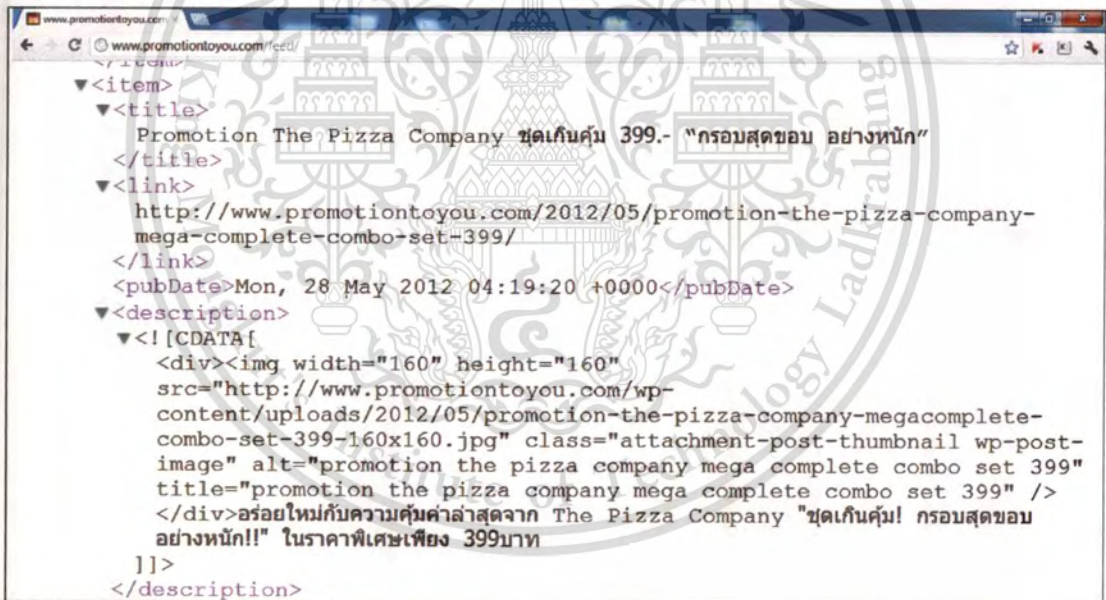 www.promotiontoyou.com
www.promotiontoyou.com/feed/
</item>
▼<item>
▼<title>
Promotion The Pizza Company ชุดเกินคุ้ม 399.- “กรอบสุดขอบ อย่างหนัก”
</title>
▼<link>
http://www.promotiontoyou.com/2012/05/promotion-the-pizza-company-
mega-complete-combo-set-399/
</link>
<pubDate>Mon, 28 May 2012 04:19:20 +0000</pubDate>
▼<description>
▼<![CDATA[
<div><img width="160" height="160"
src="http://www.promotiontoyou.com/wp-
content/uploads/2012/05/promotion-the-pizza-company-megacomplete-
combo-set-399-160x160.jpg" class="attachment-post-thumbnail wp-post-
image" alt="promotion the pizza company mega complete combo set 399"
title="promotion the pizza company mega complete combo set 399" />
</div>อร่อยใหม่กับความคุ้มค่าล่าสุดจาก The Pizza Company "ชุดเกินคุ้ม! กรอบสุดขอบ
อย่างหนัก!!" ในราคาพิเศษเพียง 399บาท
]]>
</description>
King Mongkut's Institute of Technology Ladkrabang